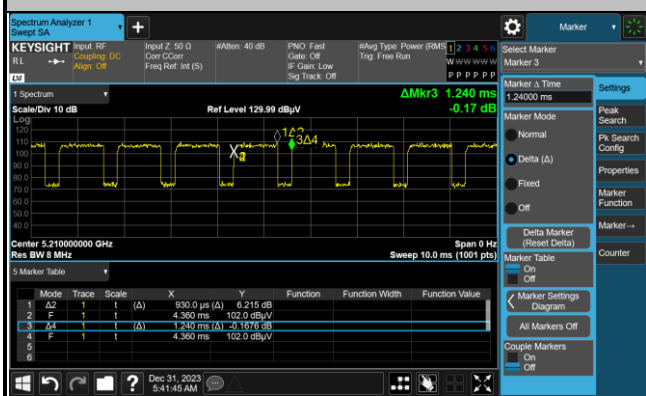 Spectrum Analyzer 1
Swept SA
+
Marker
KEYSIGHT
RL
LXI
Input: RF
Coupling: DC
Align: Off
Input Z: 50 Ω
Corr CCorr
Freq Ref: Int (S)
#Atten: 40 dB
PNO: Fast
Gate: Off
IF Gain: Low
Sig Track: Off
#Avg Type: Power (RMS
Trig: Free Run
1 2 3 4 5 6
W W W W W W
P P P P P P
Select Marker
Marker 3
1 Spectrum
ΔMkr3 1.240 ms
-0.17 dB
Scale/Div 10 dB
Ref Level 129.99 dBµV
Log
120
110
100
90.0
80.0
70.0
60.0
50.0
40.0
3Δ4
Center 5.210000000 GHz
Span 0 Hz
Res BW 8 MHz
Sweep 10.0 ms (1001 pts)
5 Marker Table
Mode Trace Scale X Y Function Function Width Function Value
1 Δ2 1 t (Δ) 930.0 µs (Δ) 6.215 dB
2 F 1 t 4.360 ms 102.0 dBµV
3 Δ4 1 t (Δ) 1.240 ms (Δ) -0.1676 dB
4 F 1 t 4.360 ms 102.0 dBµV
5
6
Marker Δ Time
1.24000 ms
Marker Mode
Normal
Delta (Δ)
Fixed
Off
Delta Marker
(Reset Delta)
Marker Table
On
Off
Marker Settings
Diagram
All Markers Off
Couple Markers
On
Off
Settings
Peak
Search
Pk Search
Config
Properties
Marker
Function
Marker→
Counter
?
Dec 31, 2023
5:41:45 AM